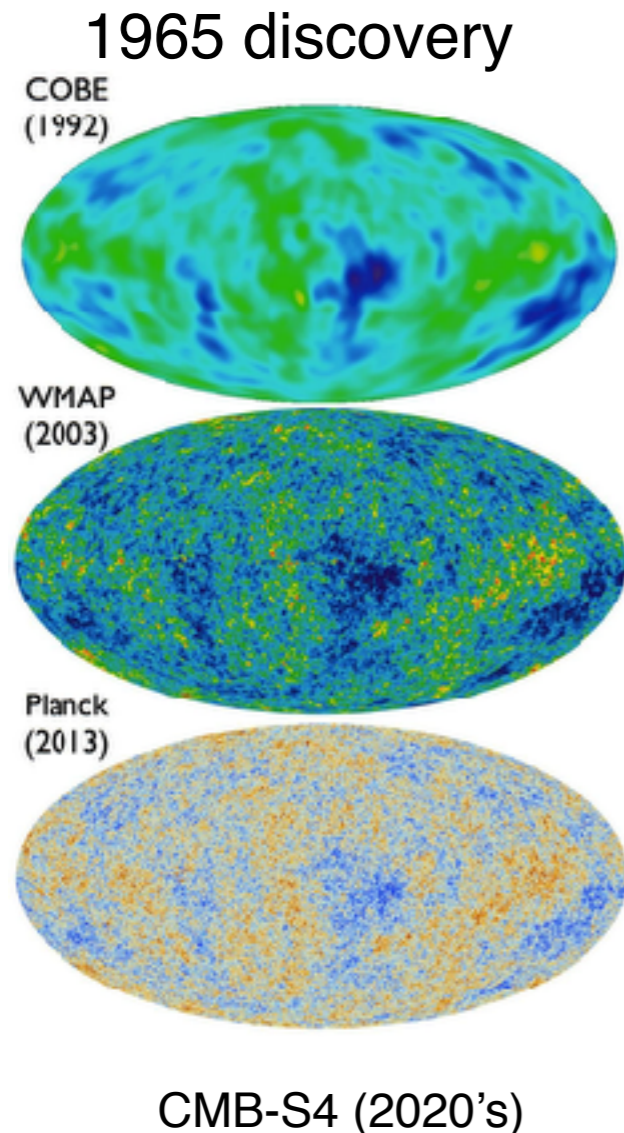 1965 discovery
COBE
(1992)
WMAP
(2003)
Planck
(2013)
CMB-S4 (2020's)